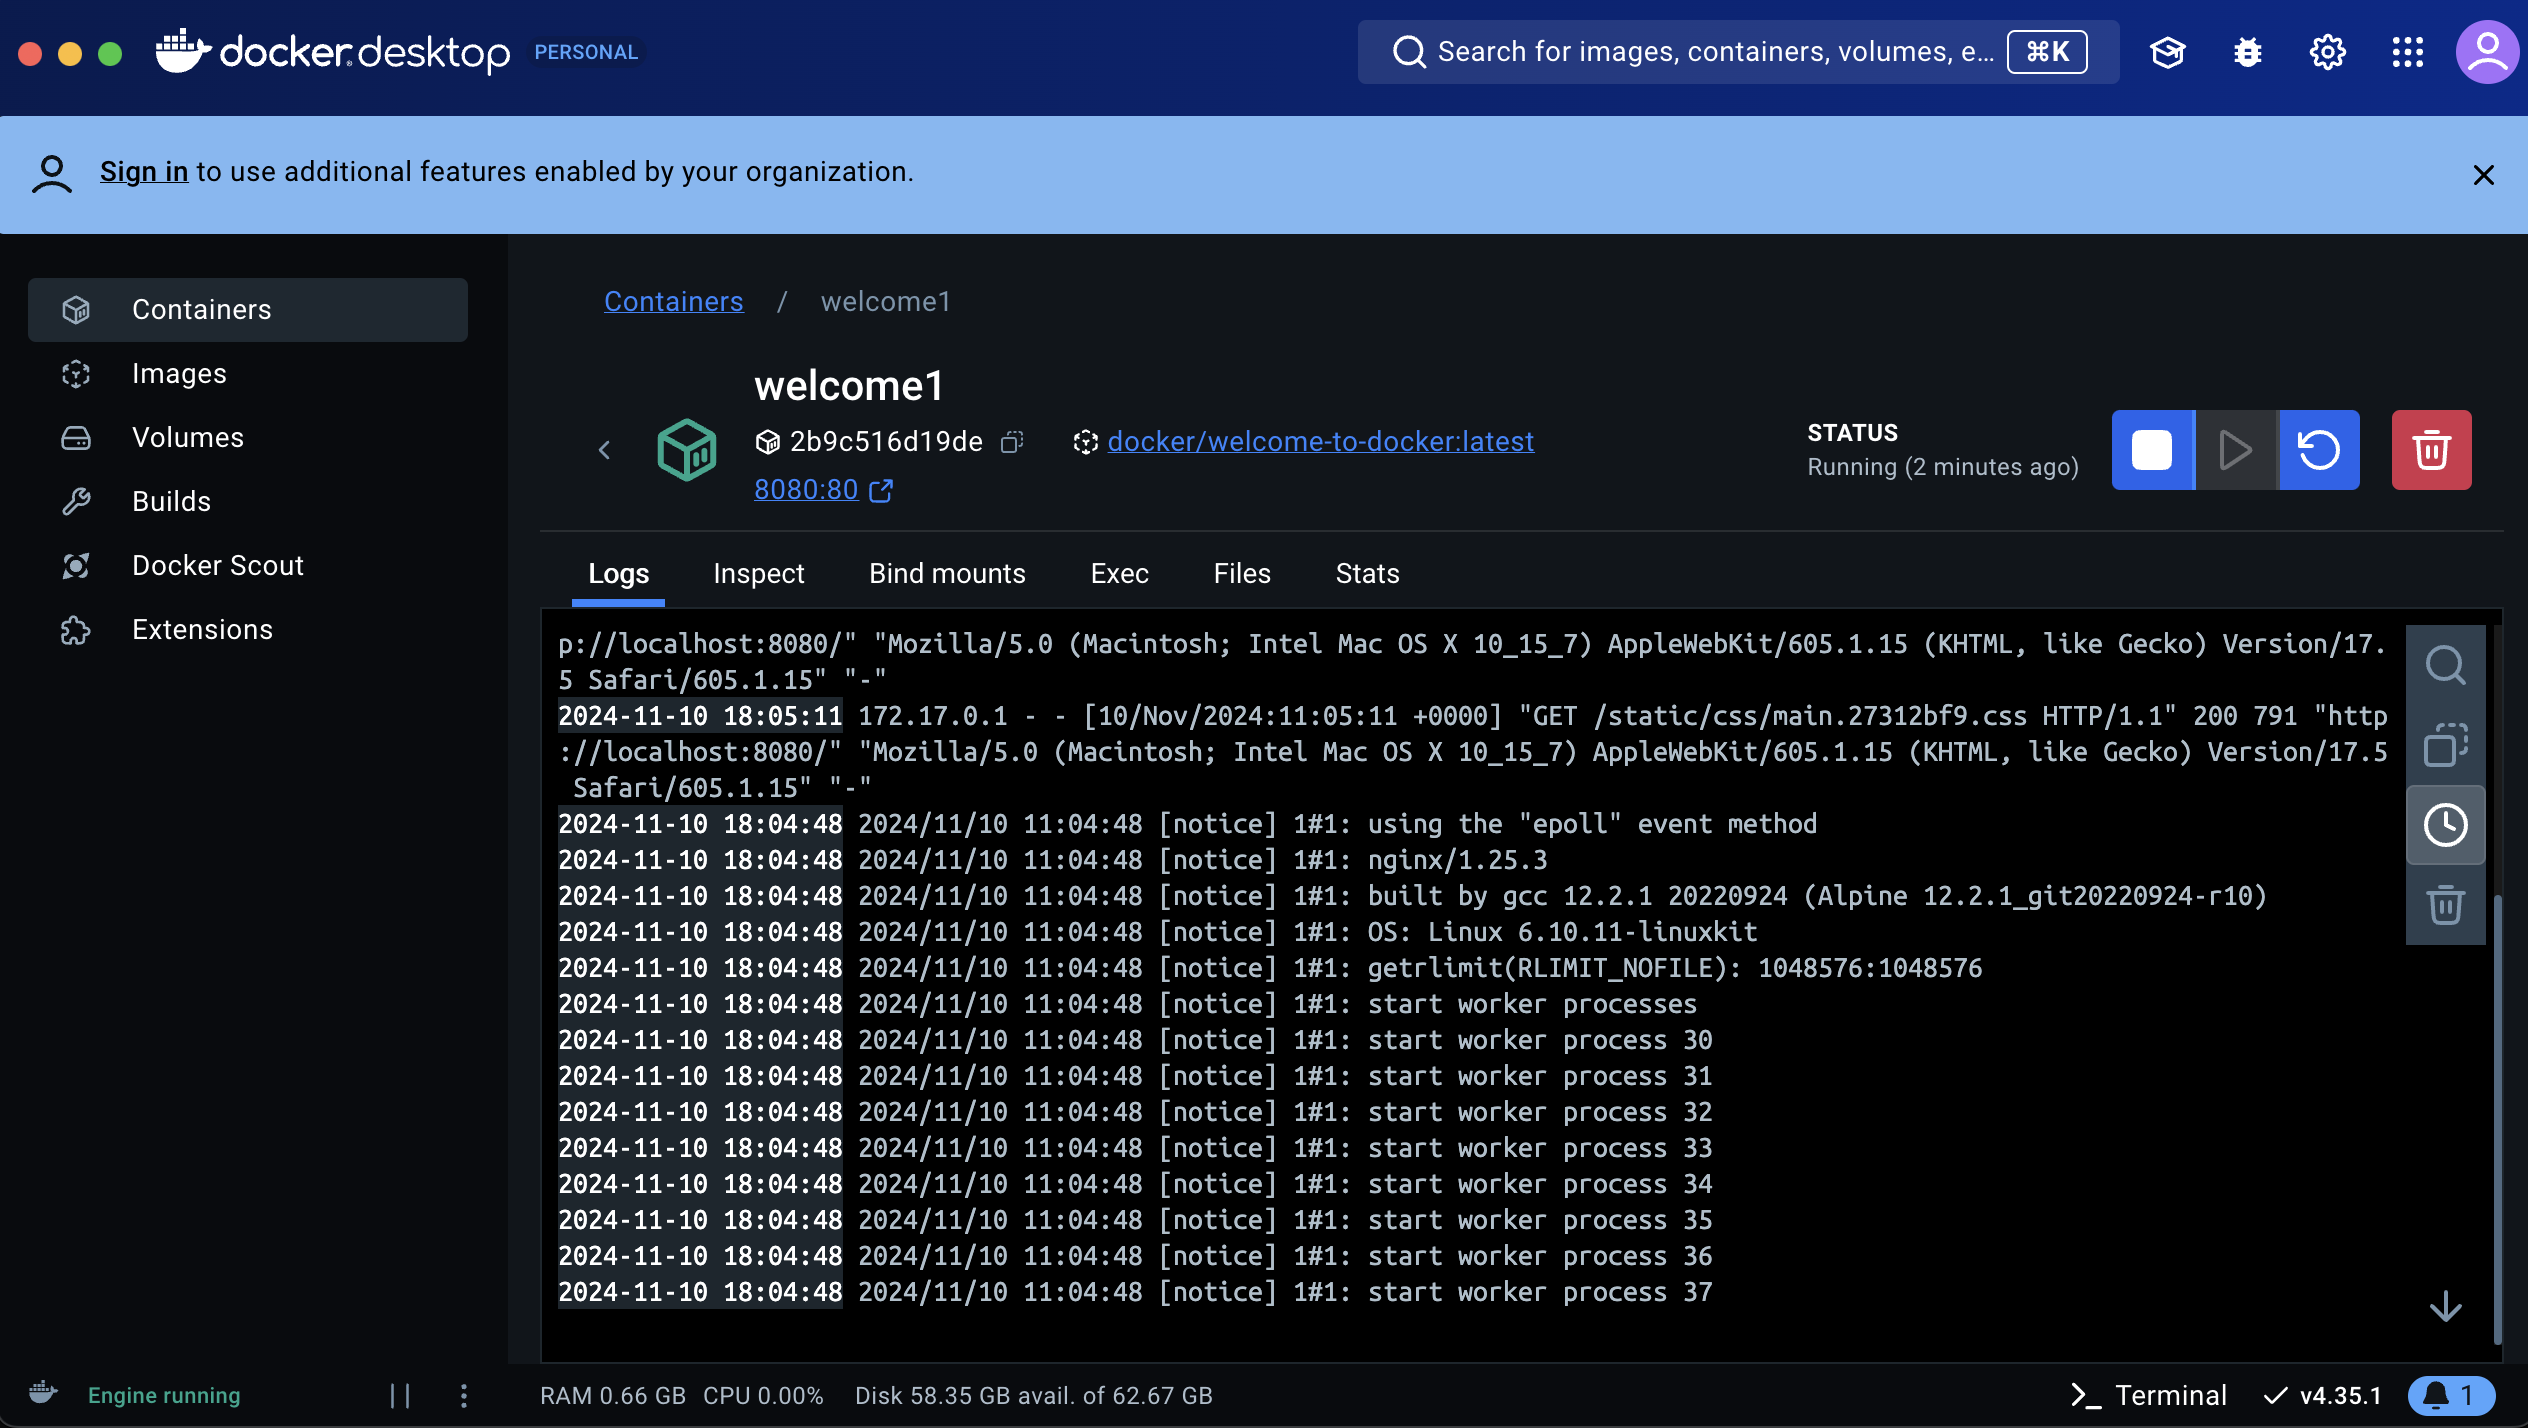 docker desktop PERSONAL
Search for images, containers, volumes, e... ⌘K
Sign in to use additional features enabled by your organization.
Containers
Images
Volumes
Builds
Docker Scout
Extensions
Containers / welcome1
welcome1
2b9c516d19de docker/welcome-to-docker:latest
8080:80
STATUS
Running (2 minutes ago)
Logs Inspect Bind mounts Exec Files Stats
p://localhost:8080/" "Mozilla/5.0 (Macintosh; Intel Mac OS X 10_15_7) AppleWebKit/605.1.15 (KHTML, like Gecko) Version/17.
5 Safari/605.1.15" "-"
2024-11-10 18:05:11 172.17.0.1 - - [10/Nov/2024:11:05:11 +0000] "GET /static/css/main.27312bf9.css HTTP/1.1" 200 791 "http
://localhost:8080/" "Mozilla/5.0 (Macintosh; Intel Mac OS X 10_15_7) AppleWebKit/605.1.15 (KHTML, like Gecko) Version/17.5
Safari/605.1.15" "-"
2024-11-10 18:04:48 2024/11/10 11:04:48 [notice] 1#1: using the "epoll" event method
2024-11-10 18:04:48 2024/11/10 11:04:48 [notice] 1#1: nginx/1.25.3
2024-11-10 18:04:48 2024/11/10 11:04:48 [notice] 1#1: built by gcc 12.2.1 20220924 (Alpine 12.2.1_git20220924-r10)
2024-11-10 18:04:48 2024/11/10 11:04:48 [notice] 1#1: OS: Linux 6.10.11-linuxkit
2024-11-10 18:04:48 2024/11/10 11:04:48 [notice] 1#1: getrlimit(RLIMIT_NOFILE): 1048576:1048576
2024-11-10 18:04:48 2024/11/10 11:04:48 [notice] 1#1: start worker processes
2024-11-10 18:04:48 2024/11/10 11:04:48 [notice] 1#1: start worker process 30
2024-11-10 18:04:48 2024/11/10 11:04:48 [notice] 1#1: start worker process 31
2024-11-10 18:04:48 2024/11/10 11:04:48 [notice] 1#1: start worker process 32
2024-11-10 18:04:48 2024/11/10 11:04:48 [notice] 1#1: start worker process 33
2024-11-10 18:04:48 2024/11/10 11:04:48 [notice] 1#1: start worker process 34
2024-11-10 18:04:48 2024/11/10 11:04:48 [notice] 1#1: start worker process 35
2024-11-10 18:04:48 2024/11/10 11:04:48 [notice] 1#1: start worker process 36
2024-11-10 18:04:48 2024/11/10 11:04:48 [notice] 1#1: start worker process 37
Engine running RAM 0.66 GB CPU 0.00% Disk 58.35 GB avail. of 62.67 GB Terminal v4.35.1 1